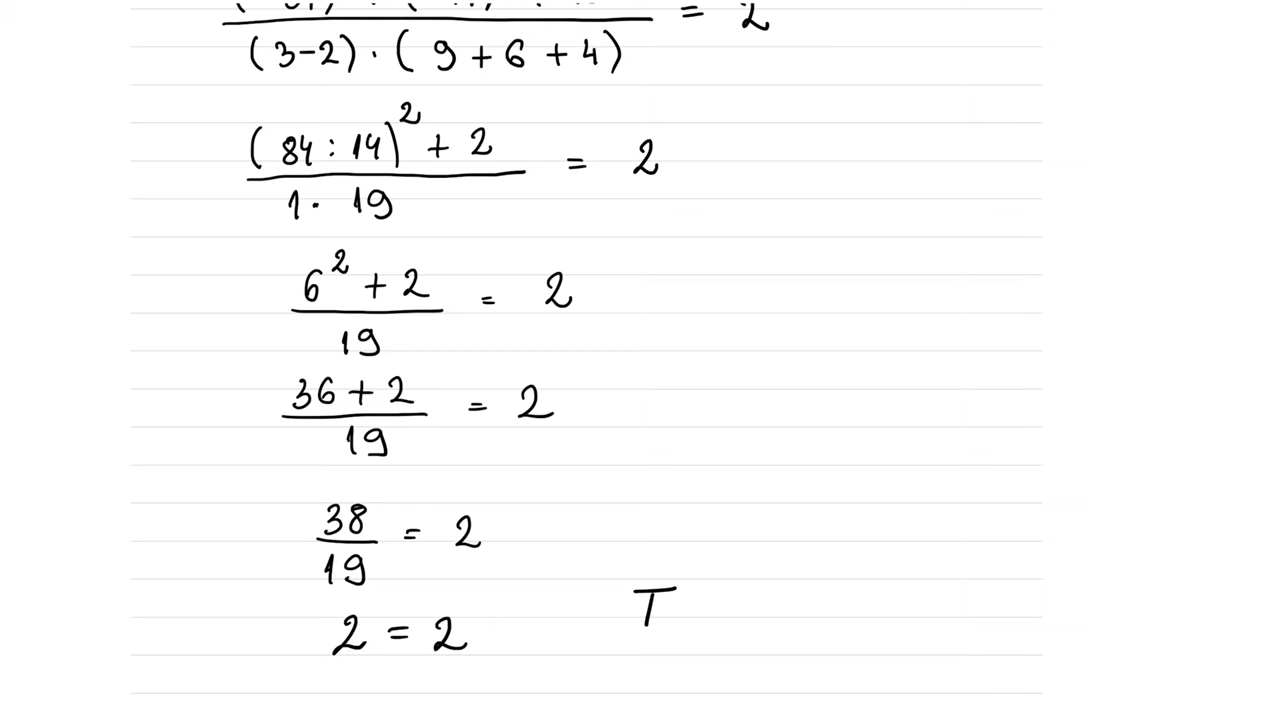 = 2
(3-2) · (9+6+4)
(84 : 14)² + 2 = 2
1 · 19
6² + 2 = 2
19
36 + 2 = 2
19
38 = 2
19
2 = 2 T